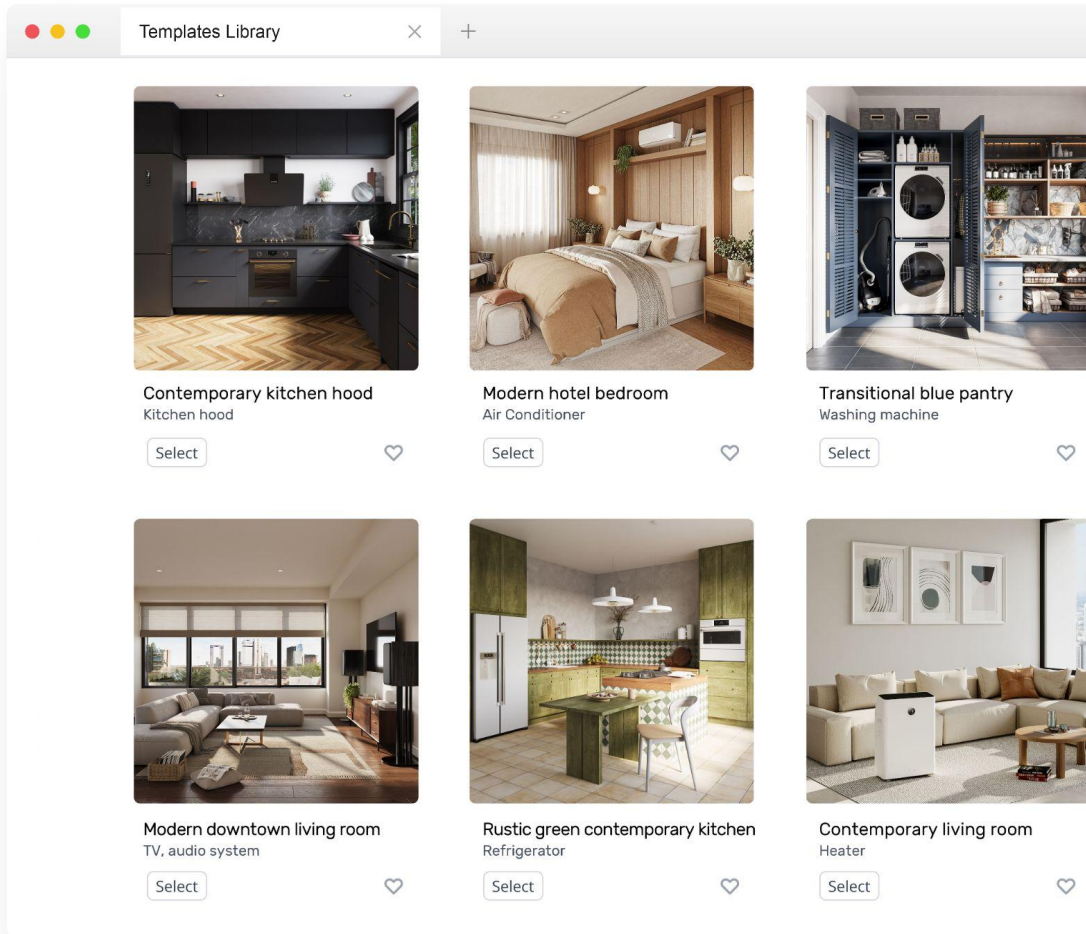 Templates Library
Contemporary kitchen hood
Kitchen hood
Select
Modern hotel bedroom
Air Conditioner
Select
Transitional blue pantry
Washing machine
Select
Modern downtown living room
TV, audio system
Select
Rustic green contemporary kitchen
Refrigerator
Select
Contemporary living room
Heater
Select